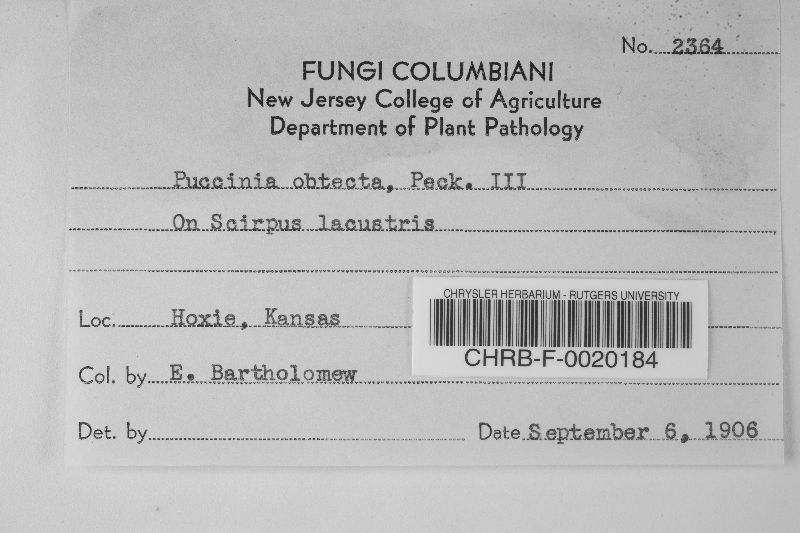 No. 2364
FUNGI COLUMBIANI
New Jersey College of Agriculture
Department of Plant Pathology
Puccinia obtecta, Peck. III
On Scirpus lacustris
Loc. Hoxie, Kansas
CHRYSLER HERBARIUM - RUTGERS UNIVERSITY
CHRB-F-0020184
Col. by E. Bartholomew
Det. by
Date September 6, 1906